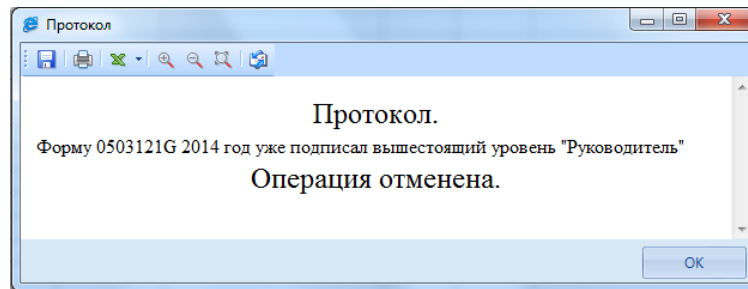 Протокол
Протокол.
Форму 0503121G 2014 год уже подписал вышестоящий уровень "Руководитель"
Операция отменена.
OK